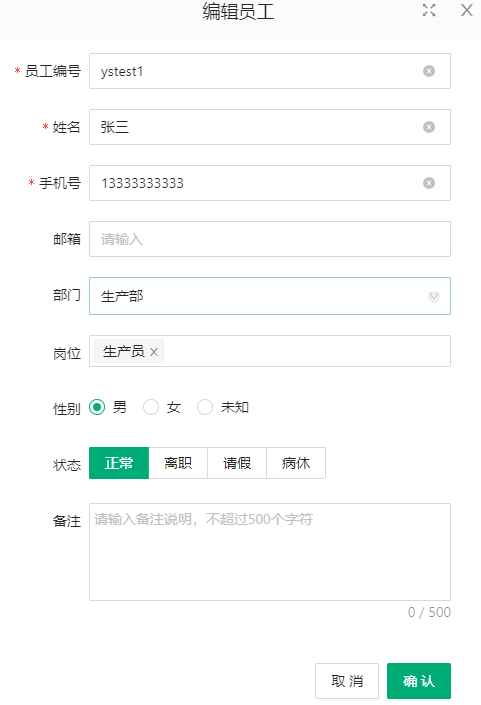 编辑员工
* 员工编号 ystest1
* 姓名 张三
* 手机号 13333333333
邮箱 请输入
部门 生产部
岗位 生产员
性别 男 女 未知
状态 正常 离职 请假 病休
备注 请输入备注说明，不超过500个字符
0 / 500
取 消 确 认